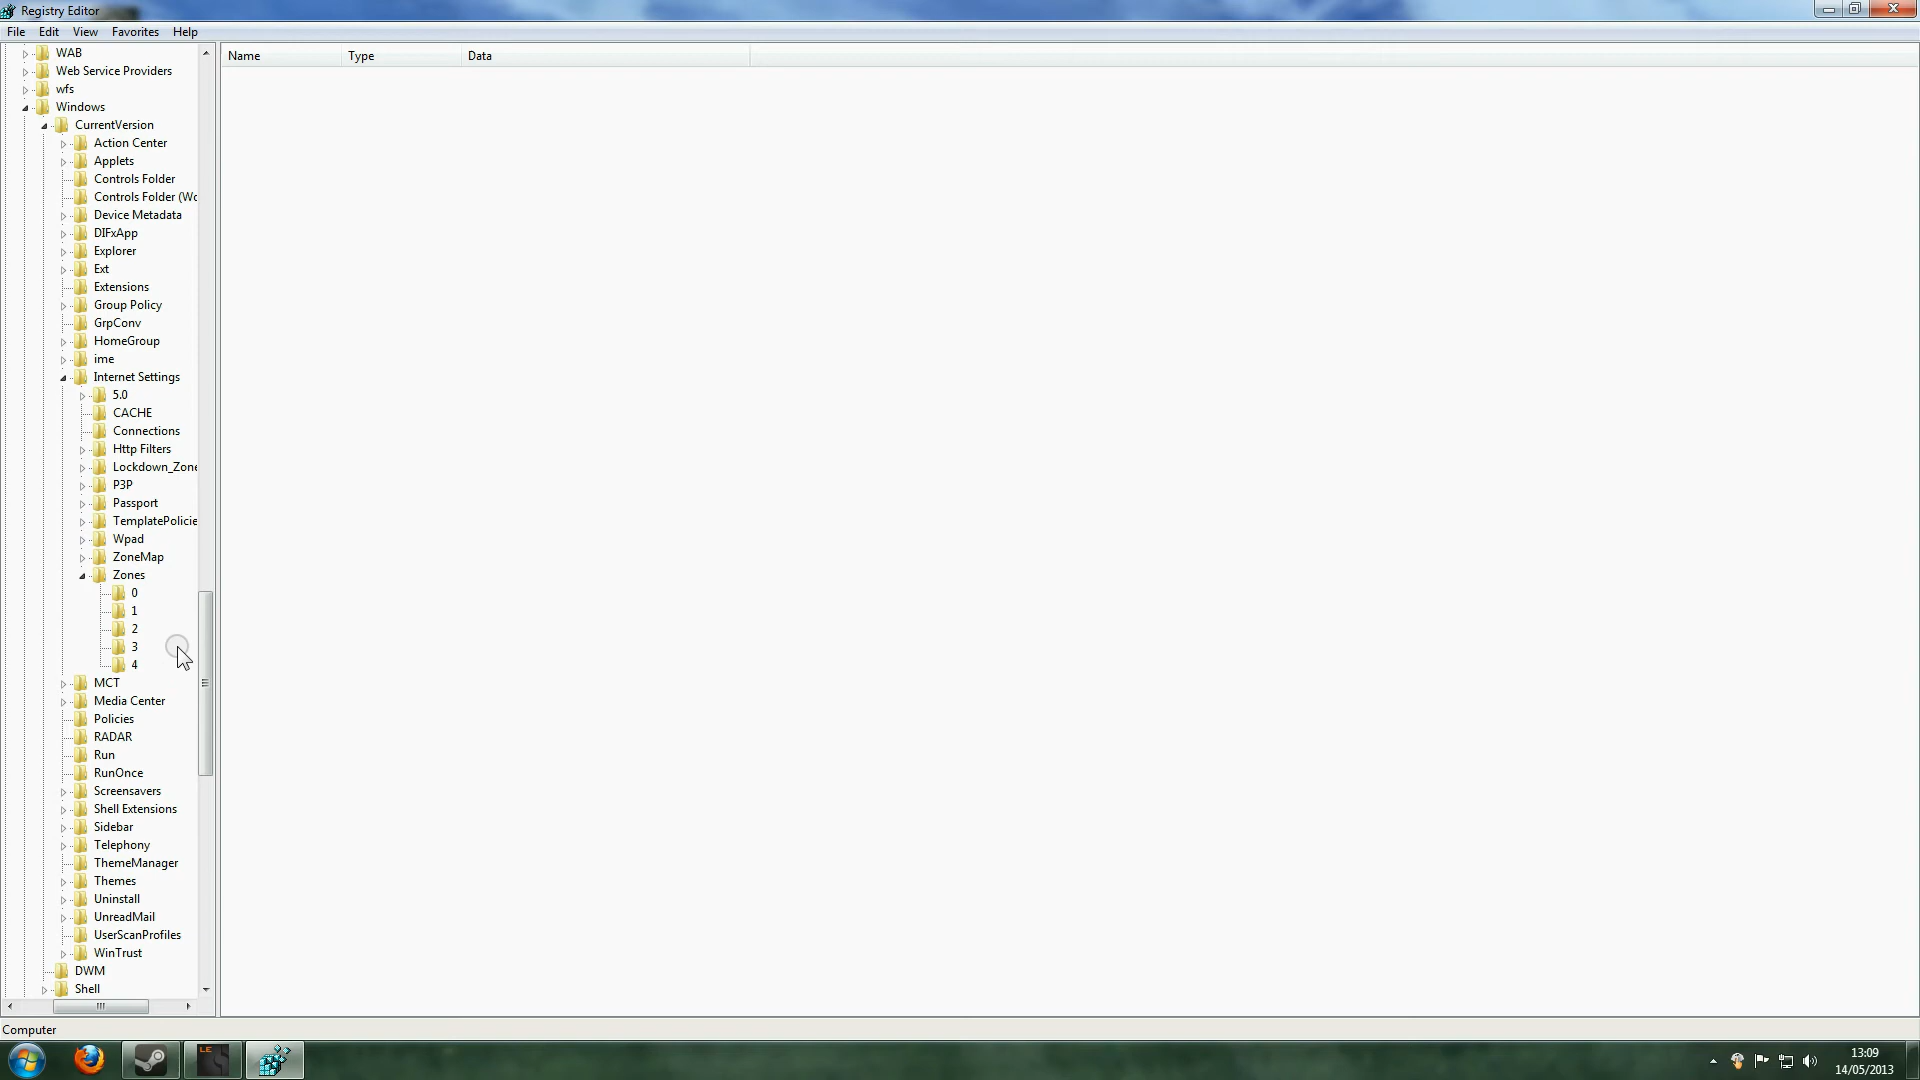 Registry Editor
File Edit View Favorites Help
Name Type Data
WAB
Web Service Providers
wfs
Windows
CurrentVersion
Action Center
Applets
Controls Folder
Controls Folder (Wo
Device Metadata
DIFxApp
Explorer
Ext
Extensions
Group Policy
GrpConv
HomeGroup
ime
Internet Settings
5.0
CACHE
Connections
Http Filters
Lockdown_Zone
P3P
Passport
TemplatePolicie
Wpad
ZoneMap
Zones
0
1
2
3
4
MCT
Media Center
Policies
RADAR
Run
RunOnce
Screensavers
Shell Extensions
Sidebar
Telephony
ThemeManager
Themes
Uninstall
UnreadMail
UserScanProfiles
WinTrust
DWM
Shell
Computer
LE
13:09
14/05/2013